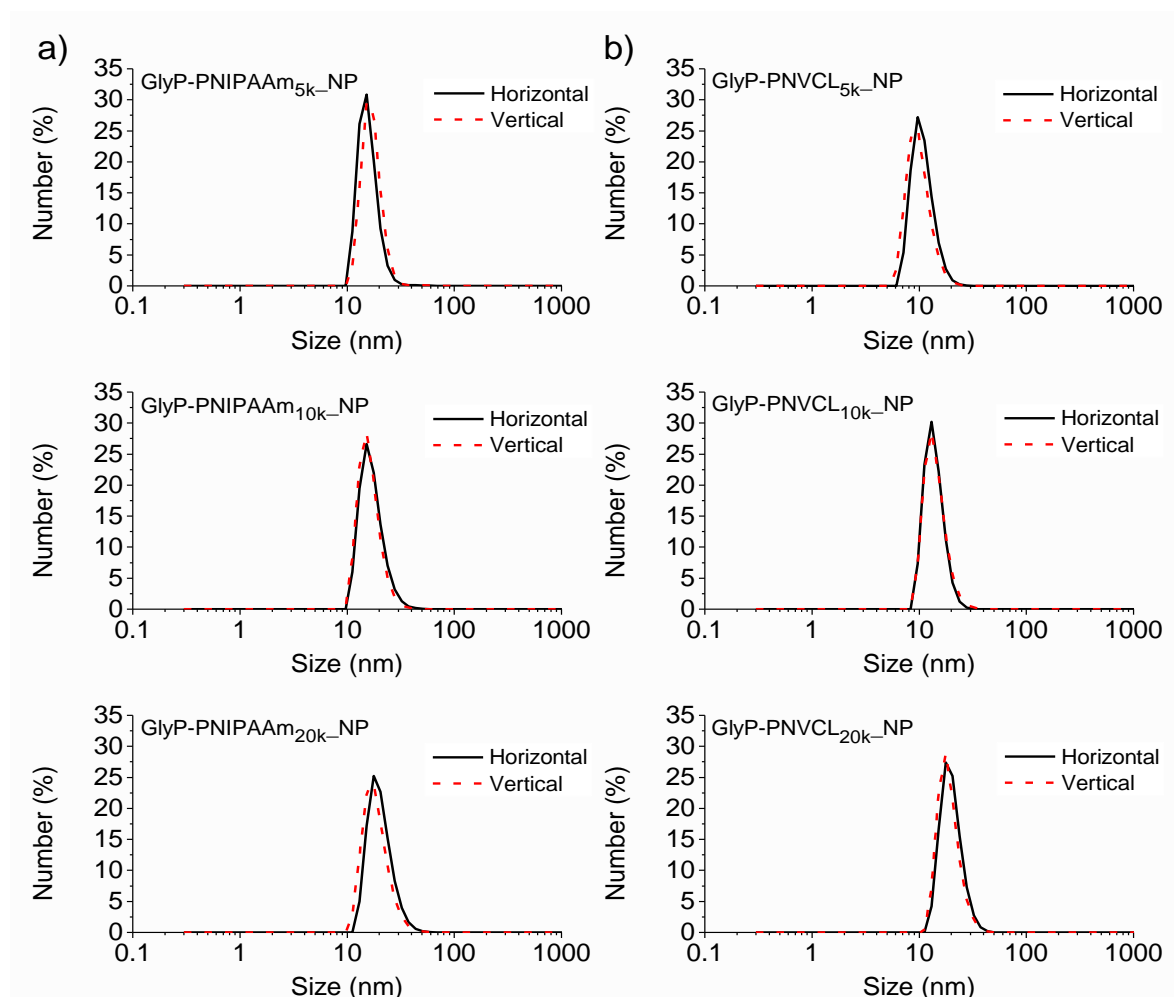 a)
GlyP-PNIPAAm5k_NP
Horizontal
Vertical
Number (%)
35
30
25
20
15
10
5
0
0.1 1 10 100 1000
Size (nm)
b)
GlyP-PNVCL5k_NP
Horizontal
Vertical
Number (%)
35
30
25
20
15
10
5
0
0.1 1 10 100 1000
Size (nm)
GlyP-PNIPAAm10k_NP
Horizontal
Vertical
Number (%)
35
30
25
20
15
10
5
0
0.1 1 10 100 1000
Size (nm)
GlyP-PNVCL10k_NP
Horizontal
Vertical
Number (%)
35
30
25
20
15
10
5
0
0.1 1 10 100 1000
Size (nm)
GlyP-PNIPAAm20k_NP
Horizontal
Vertical
Number (%)
35
30
25
20
15
10
5
0
0.1 1 10 100 1000
Size (nm)
GlyP-PNVCL20k_NP
Horizontal
Vertical
Number (%)
35
30
25
20
15
10
5
0
0.1 1 10 100 1000
Size (nm)